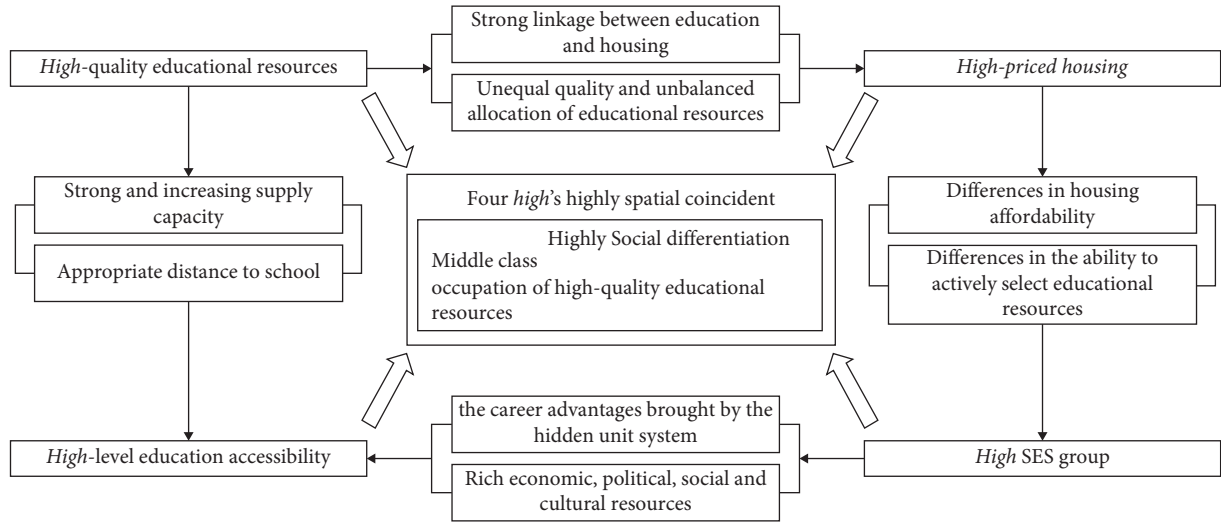 Strong linkage between education
and housing
High-quality educational resources
High-priced housing
Unequal quality and unbalanced
allocation of educational resources
Strong and increasing supply
capacity
Appropriate distance to school
Four high's highly spatial coincident
Highly Social differentiation
Middle class
occupation of high-quality educational
resources
Differences in housing
affordability
Differences in the ability to
actively select educational
resources
the career advantages brought by the
hidden unit system
High-level education accessibility
High SES group
Rich economic, political, social and
cultural resources